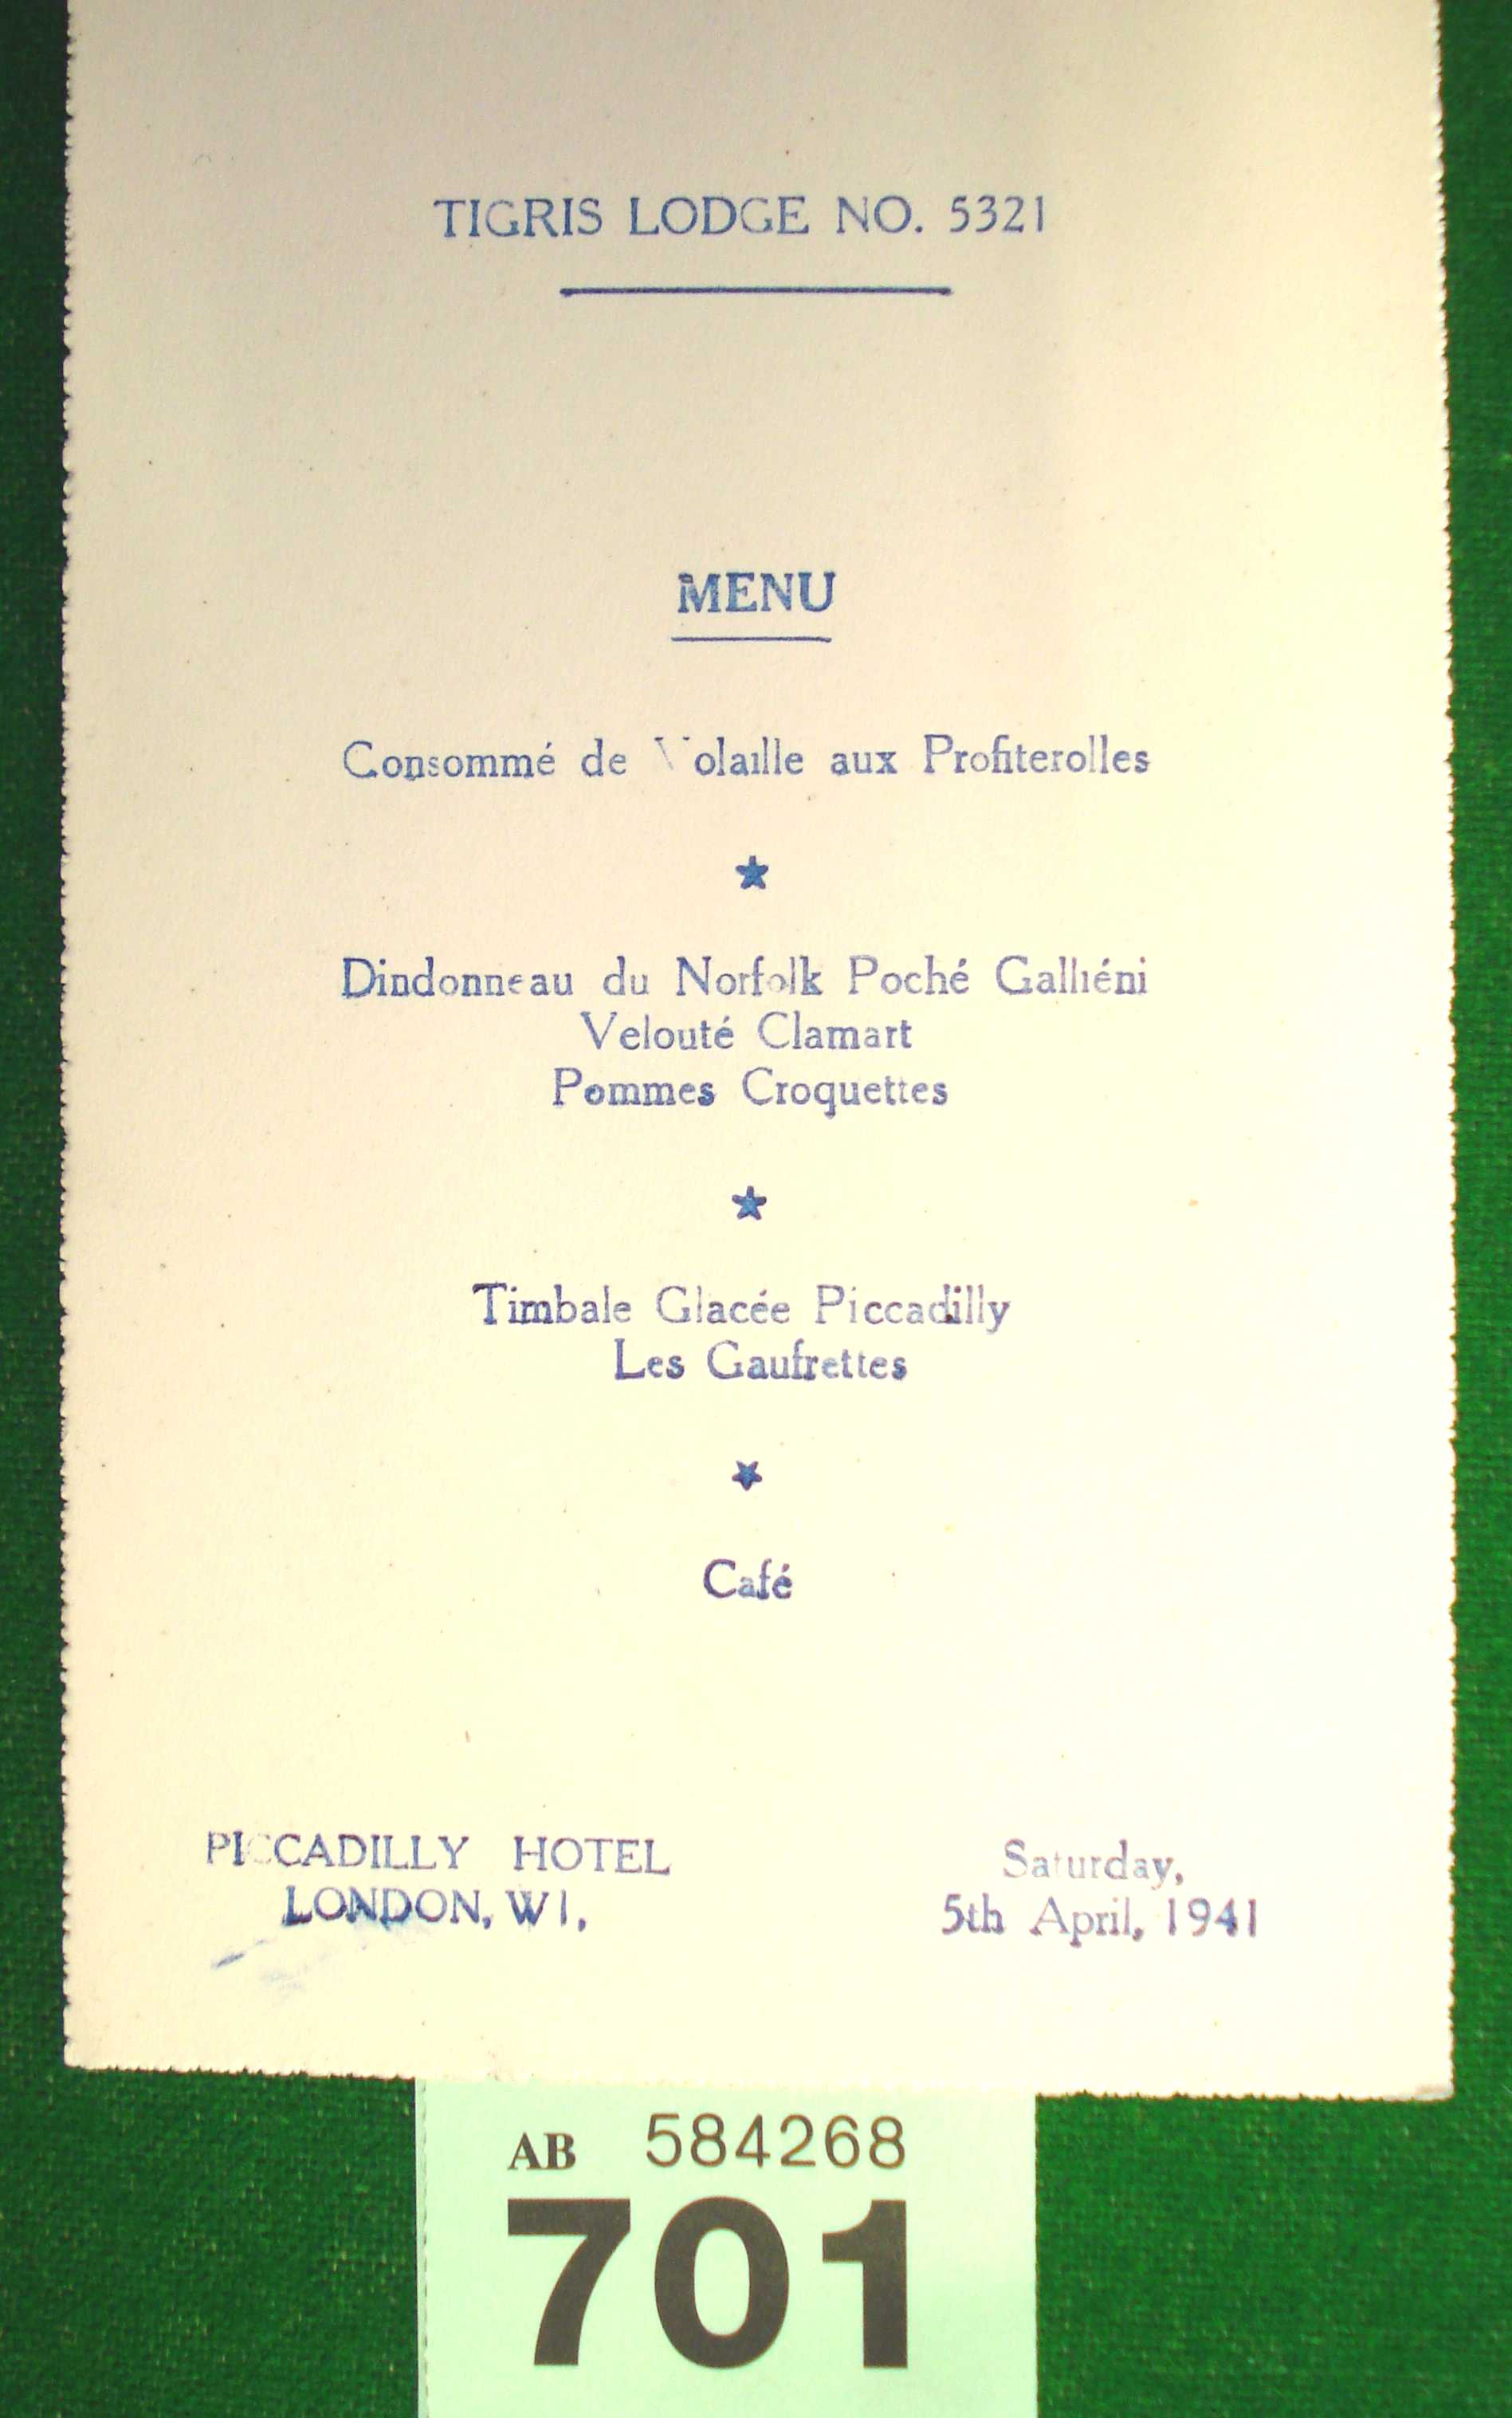 TIGRIS LODGE NO. 5321
MENU
Consommé de Volaille aux Profiterolles
Dindonneau du Norfolk Poché Galliéni
Velouté Clamart
Pommes Croquettes
Timbale Glacée Piccadilly
Les Gaufrettes
Café
PICCADILLY HOTEL
LONDON, W1,
Saturday,
5th April, 1941
AB 584268
701